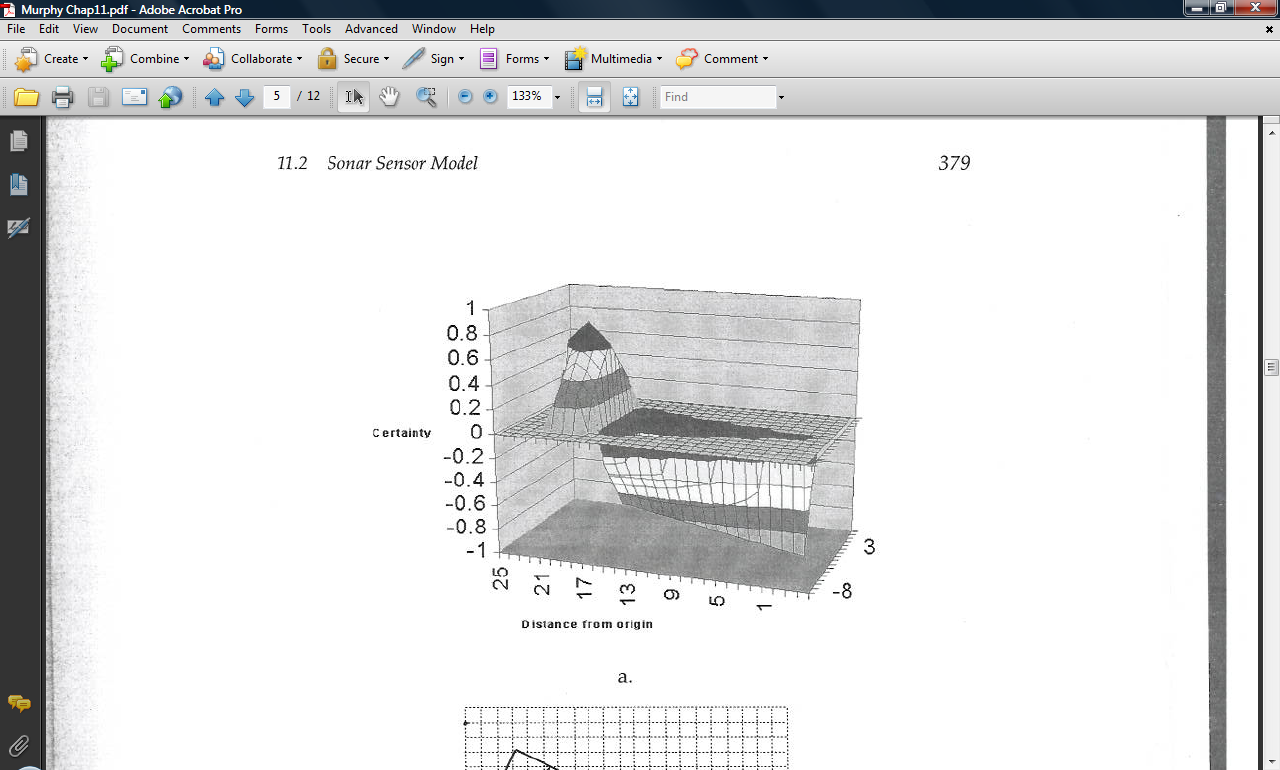 Murphy Chap11.pdf - Adobe Acrobat Pro
File Edit View Document Comments Forms Tools Advanced Window Help
Create Combine Collaborate Secure Sign Forms Multimedia Comment
5 / 12 133% Find
11.2 Sonar Sensor Model 379
1
0.8
0.6
0.4
0.2
Certainty 0
-0.2
-0.4
-0.6
-0.8
-1
3
-8
25 21 17 13 9 5 1
Distance from origin
a.